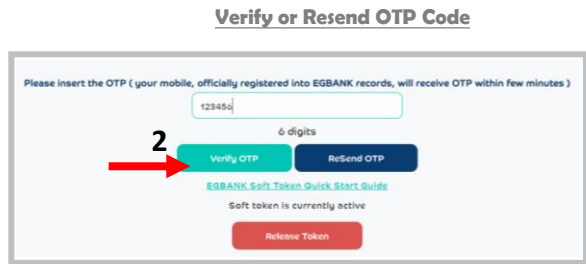 Verify or Resend OTP Code
Please insert the OTP ( your mobile, officially registered into EGBANK records, will receive OTP within few minutes )
123456
6 digits
2
Verify OTP ReSend OTP
EGBANK Soft Token Quick Start Guide
Soft token is currently active
Release Token